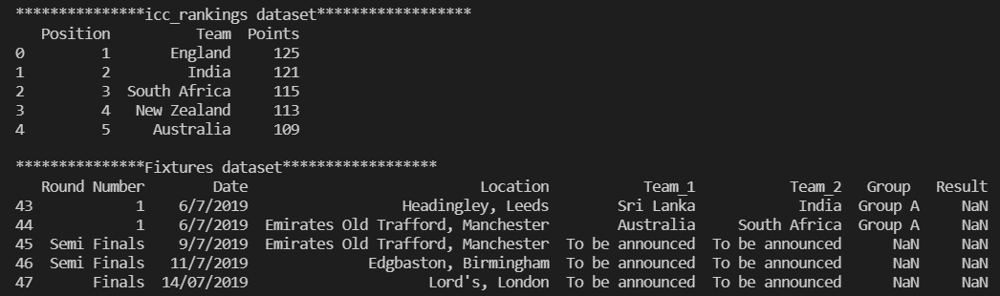 ***************icc_rankings dataset******************
Position Team Points
0 1 England 125
1 2 India 121
2 3 South Africa 115
3 4 New Zealand 113
4 5 Australia 109
***************Fixtures dataset******************
Round Number Date Location Team_1 Team_2 Group Result
43 1 6/7/2019 Headingley, Leeds Sri Lanka India Group A NaN
44 1 6/7/2019 Emirates Old Trafford, Manchester Australia South Africa Group A NaN
45 Semi Finals 9/7/2019 Emirates Old Trafford, Manchester To be announced To be announced NaN NaN
46 Semi Finals 11/7/2019 Edgbaston, Birmingham To be announced To be announced NaN NaN
47 Finals 14/07/2019 Lord's, London To be announced To be announced NaN NaN